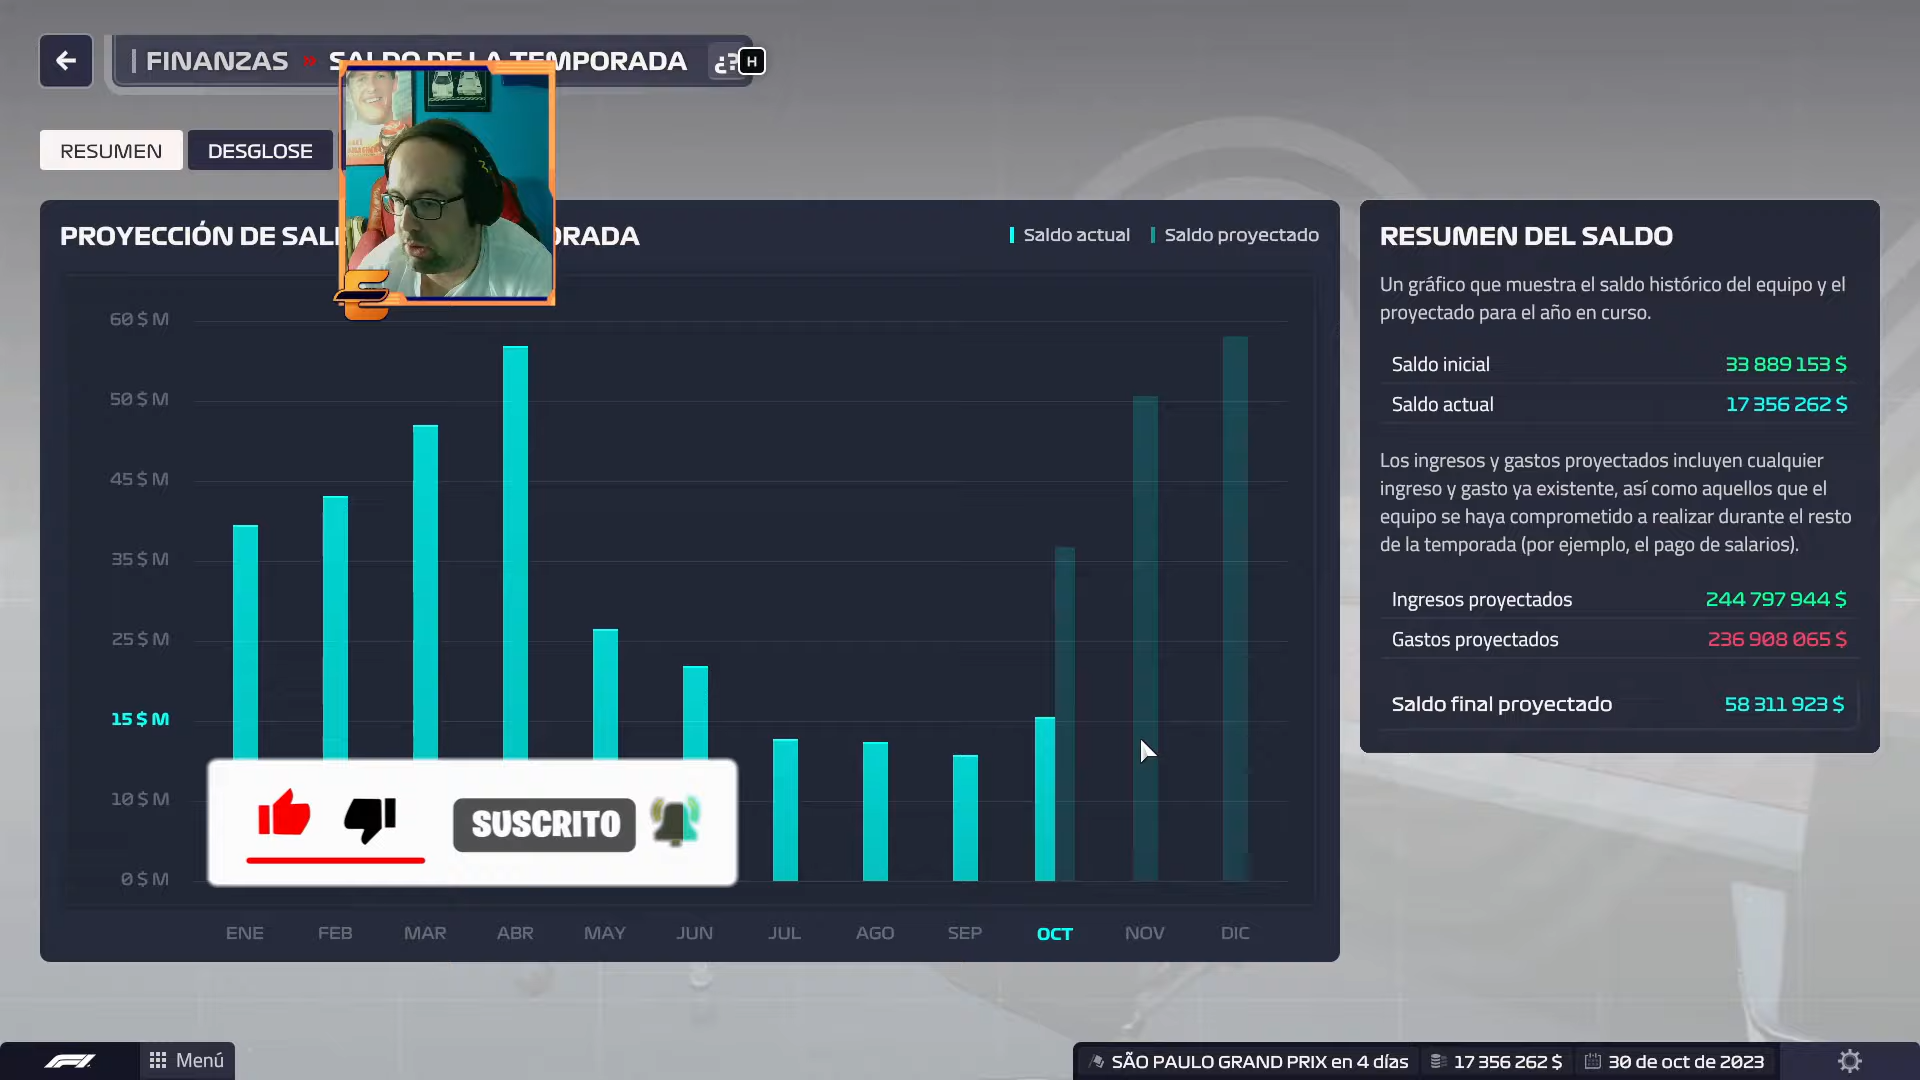 FINANZAS » SALDO DE LA TEMPORADA ¿? H
RESUMEN DESGLOSE
PROYECCIÓN DE SAL ORADA
Saldo actual Saldo proyectado
60 $ M
50 $ M
45 $ M
35 $ M
25 $ M
15 $ M
10 $ M
0 $ M
ENE FEB MAR ABR MAY JUN JUL AGO SEP OCT NOV DIC
SUSCRITO
RESUMEN DEL SALDO
Un gráfico que muestra el saldo histórico del equipo y el
proyectado para el año en curso.
Saldo inicial 33 889 153 $
Saldo actual 17 356 262 $
Los ingresos y gastos proyectados incluyen cualquier
ingreso y gasto ya existente, así como aquellos que el
equipo se haya comprometido a realizar durante el resto
de la temporada (por ejemplo, el pago de salarios).
Ingresos proyectados 244 797 944 $
Gastos proyectados 236 908 065 $
Saldo final proyectado 58 311 923 $
Menú
SÃO PAULO GRAND PRIX en 4 días 17 356 262 $ 30 de oct de 2023